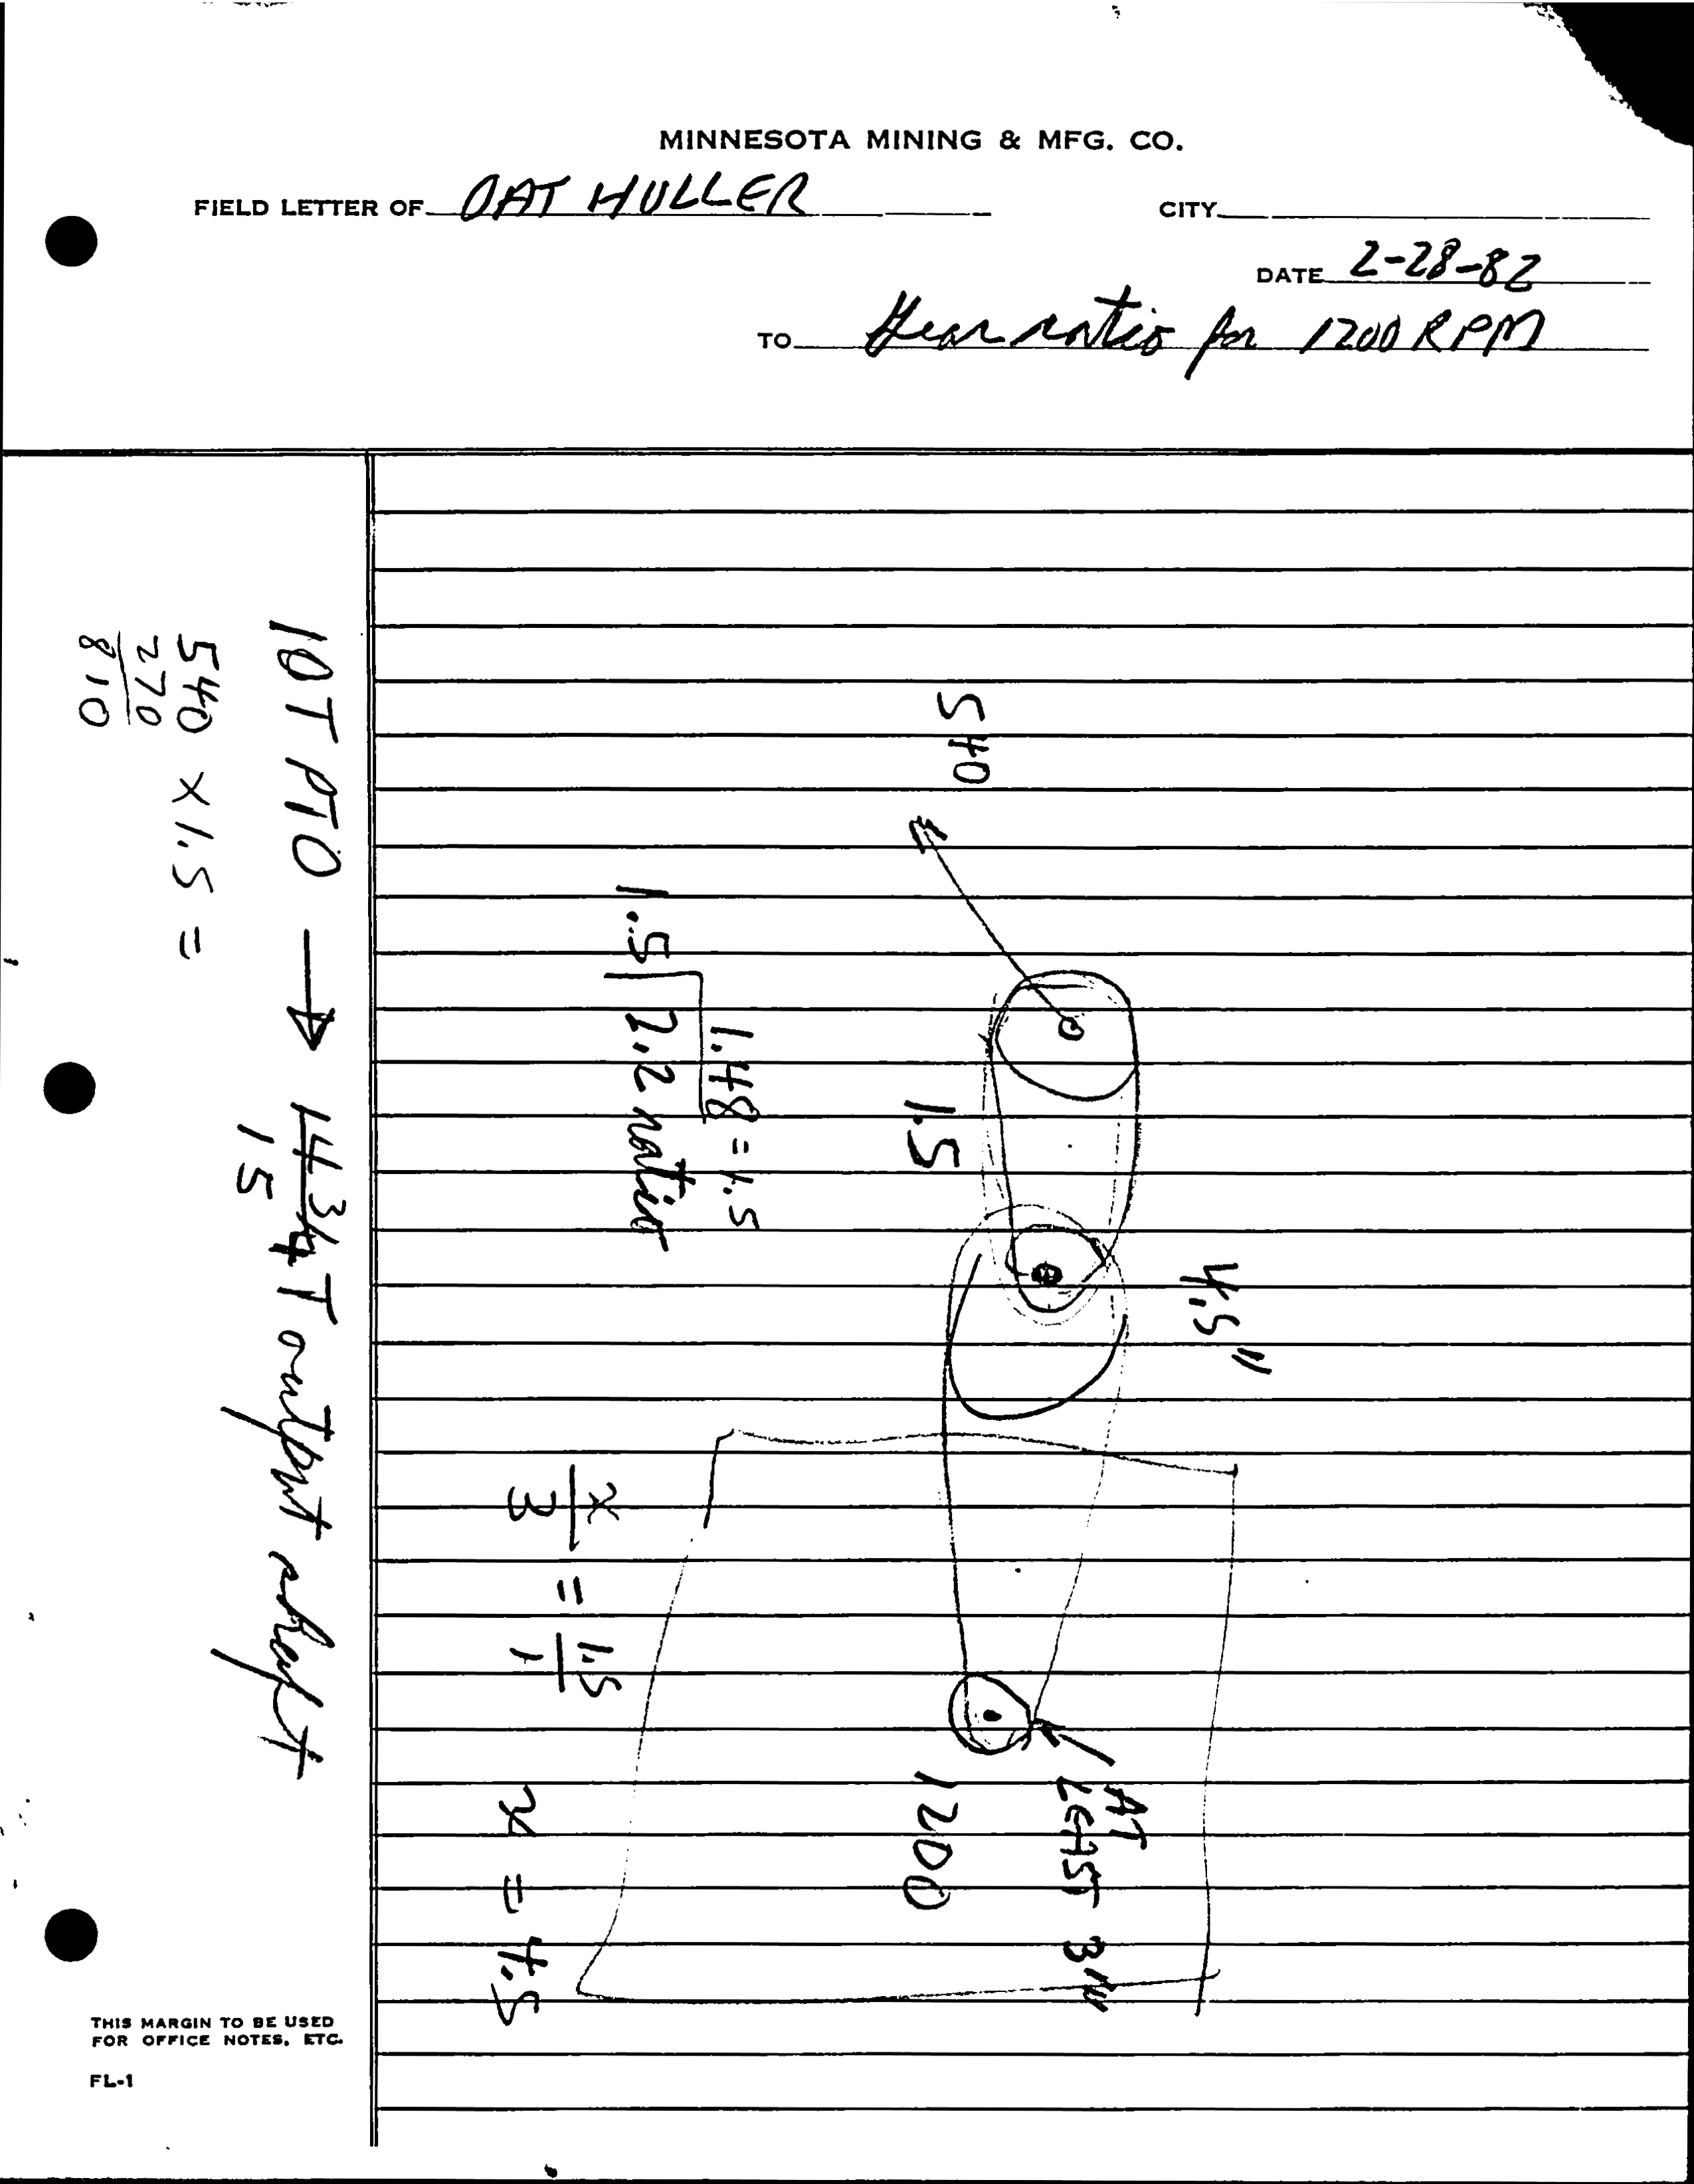 MINNESOTA MINING & MFG. CO.
FIELD LETTER OF OAT HULLER
CITY
DATE 2-28-82
TO Gear ratio for 1200 RPM
540
1.5
4.5"
AT
LEAST 3"
1200
1.48 = 1.5
1.5 2.2 ratio
x/3 = 1.5/1
x = 4.5
10T PTO → 14 3/4 T output shaft
15
540 x 1.5 =
270
810
THIS MARGIN TO BE USED
FOR OFFICE NOTES, ETC.
FL-1